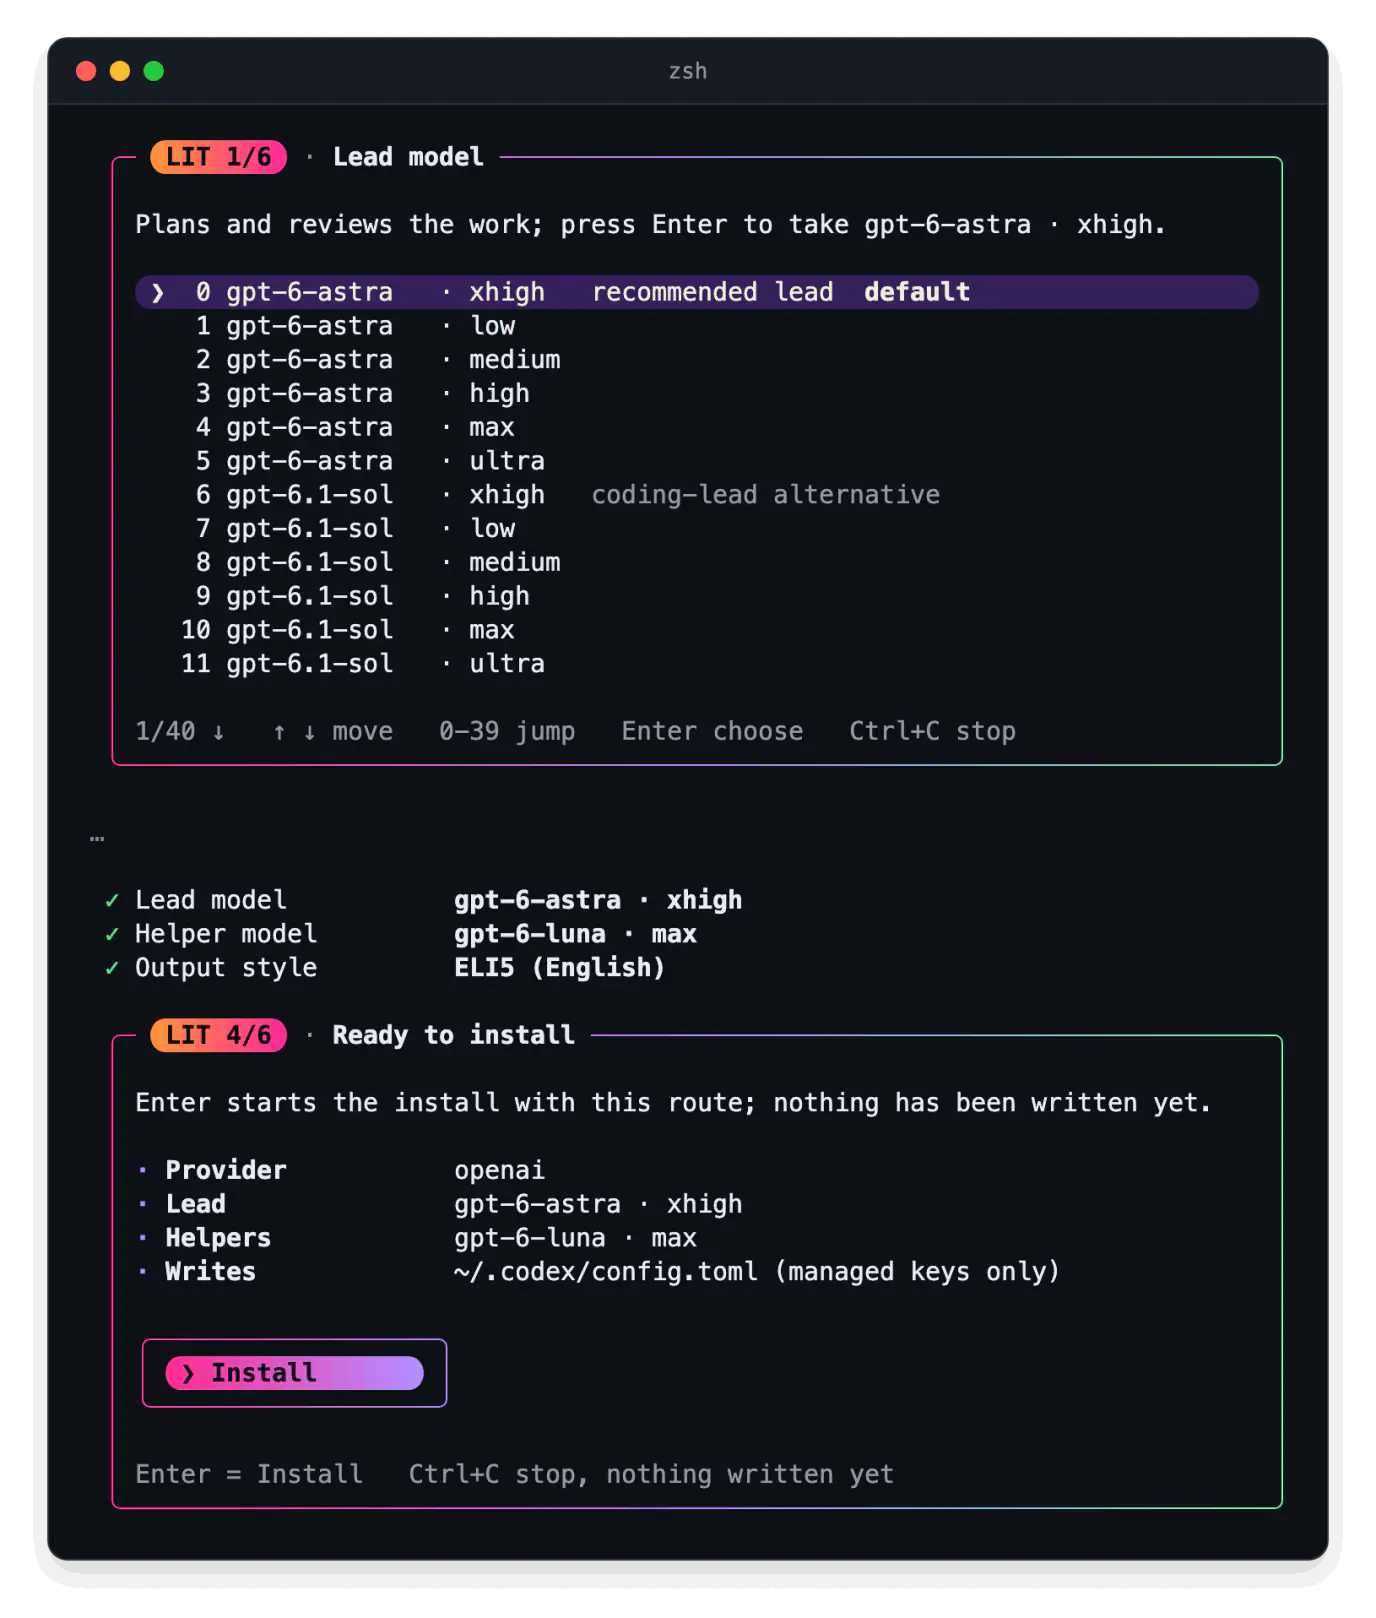 zsh
LIT 1/6 · Lead model
Plans and reviews the work; press Enter to take gpt-6-astra · xhigh.
❯ 0 gpt-6-astra · xhigh recommended lead default
1 gpt-6-astra · low
2 gpt-6-astra · medium
3 gpt-6-astra · high
4 gpt-6-astra · max
5 gpt-6-astra · ultra
6 gpt-6.1-sol · xhigh coding-lead alternative
7 gpt-6.1-sol · low
8 gpt-6.1-sol · medium
9 gpt-6.1-sol · high
10 gpt-6.1-sol · max
11 gpt-6.1-sol · ultra
1/40 ↓ ↑ ↓ move 0-39 jump Enter choose Ctrl+C stop
…
✓ Lead model gpt-6-astra · xhigh
✓ Helper model gpt-6-luna · max
✓ Output style ELI5 (English)
LIT 4/6 · Ready to install
Enter starts the install with this route; nothing has been written yet.
· Provider openai
· Lead gpt-6-astra · xhigh
· Helpers gpt-6-luna · max
· Writes ~/.codex/config.toml (managed keys only)
❯ Install
Enter = Install Ctrl+C stop, nothing written yet